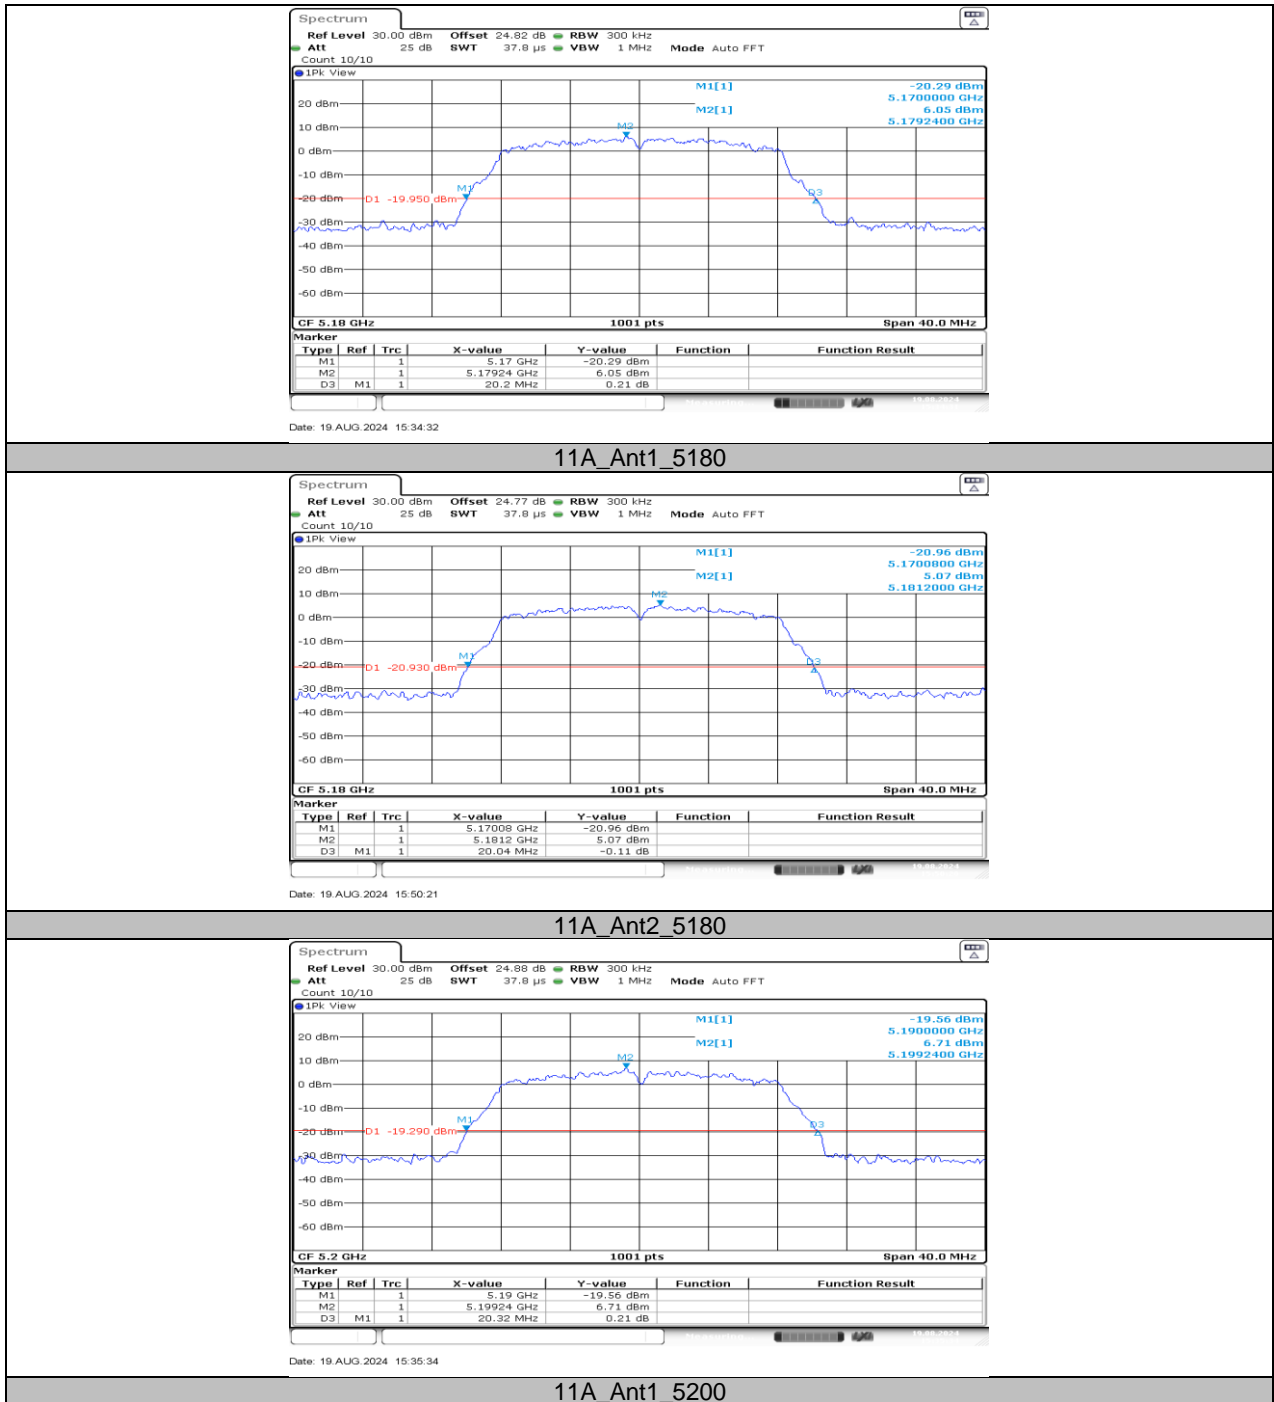 Spectrum
Ref Level 30.00 dBm Offset 24.82 dB RBW 300 kHz
Att 25 dB SWT 37.8 µs VBW 1 MHz Mode Auto FFT
Count 10/10
1Pk View
M1[1] -20.29 dBm
5.1700000 GHz
20 dBm
M2[1] 6.05 dBm
5.1792400 GHz
10 dBm
M2
0 dBm
-10 dBm
M1
D3
-20 dBm
D1 -19.950 dBm
-30 dBm
-40 dBm
-50 dBm
-60 dBm
CF 5.18 GHz 1001 pts Span 40.0 MHz
Marker
Type Ref Trc X-value Y-value Function Function Result
M1 1 5.17 GHz -20.29 dBm
M2 1 5.17924 GHz 6.05 dBm
D3 M1 1 20.2 MHz 0.21 dB
Date: 19.AUG.2024 15:34:32
11A_Ant1_5180
Spectrum
Ref Level 30.00 dBm Offset 24.77 dB RBW 300 kHz
Att 25 dB SWT 37.8 µs VBW 1 MHz Mode Auto FFT
Count 10/10
1Pk View
M1[1] -20.96 dBm
5.1700800 GHz
20 dBm
M2[1] 5.07 dBm
5.1812000 GHz
10 dBm
M2
0 dBm
-10 dBm
M1
D3
-20 dBm
D1 -20.930 dBm
-30 dBm
-40 dBm
-50 dBm
-60 dBm
CF 5.18 GHz 1001 pts Span 40.0 MHz
Marker
Type Ref Trc X-value Y-value Function Function Result
M1 1 5.17008 GHz -20.96 dBm
M2 1 5.1812 GHz 5.07 dBm
D3 M1 1 20.04 MHz -0.11 dB
Date: 19.AUG.2024 15:50:21
11A_Ant2_5180
Spectrum
Ref Level 30.00 dBm Offset 24.88 dB RBW 300 kHz
Att 25 dB SWT 37.8 µs VBW 1 MHz Mode Auto FFT
Count 10/10
1Pk View
M1[1] -19.56 dBm
5.1900000 GHz
20 dBm
M2[1] 6.71 dBm
5.1992400 GHz
10 dBm
M2
0 dBm
-10 dBm
M1
D3
-20 dBm
D1 -19.290 dBm
-30 dBm
-40 dBm
-50 dBm
-60 dBm
CF 5.2 GHz 1001 pts Span 40.0 MHz
Marker
Type Ref Trc X-value Y-value Function Function Result
M1 1 5.19 GHz -19.56 dBm
M2 1 5.19924 GHz 6.71 dBm
D3 M1 1 20.32 MHz 0.21 dB
Date: 19.AUG.2024 15:35:34
11A_Ant1_5200